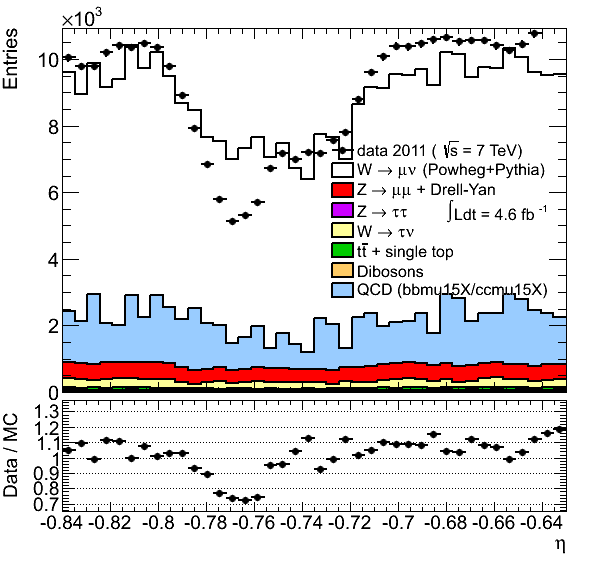 ×10³
Entries
10
8
6
4
2
0
data 2011 ( √s = 7 TeV)
W → μν (Powheg+Pythia)
Z → μμ + Drell-Yan
Z → ττ
∫Ldt = 4.6 fb⁻¹
W → τν
tt̄ + single top
Dibosons
QCD (bbmu15X/ccmu15X)
Data / MC
1.3
1.2
1.1
1
0.9
0.8
0.7
-0.84 -0.82 -0.8 -0.78 -0.76 -0.74 -0.72 -0.7 -0.68 -0.66 -0.64
η